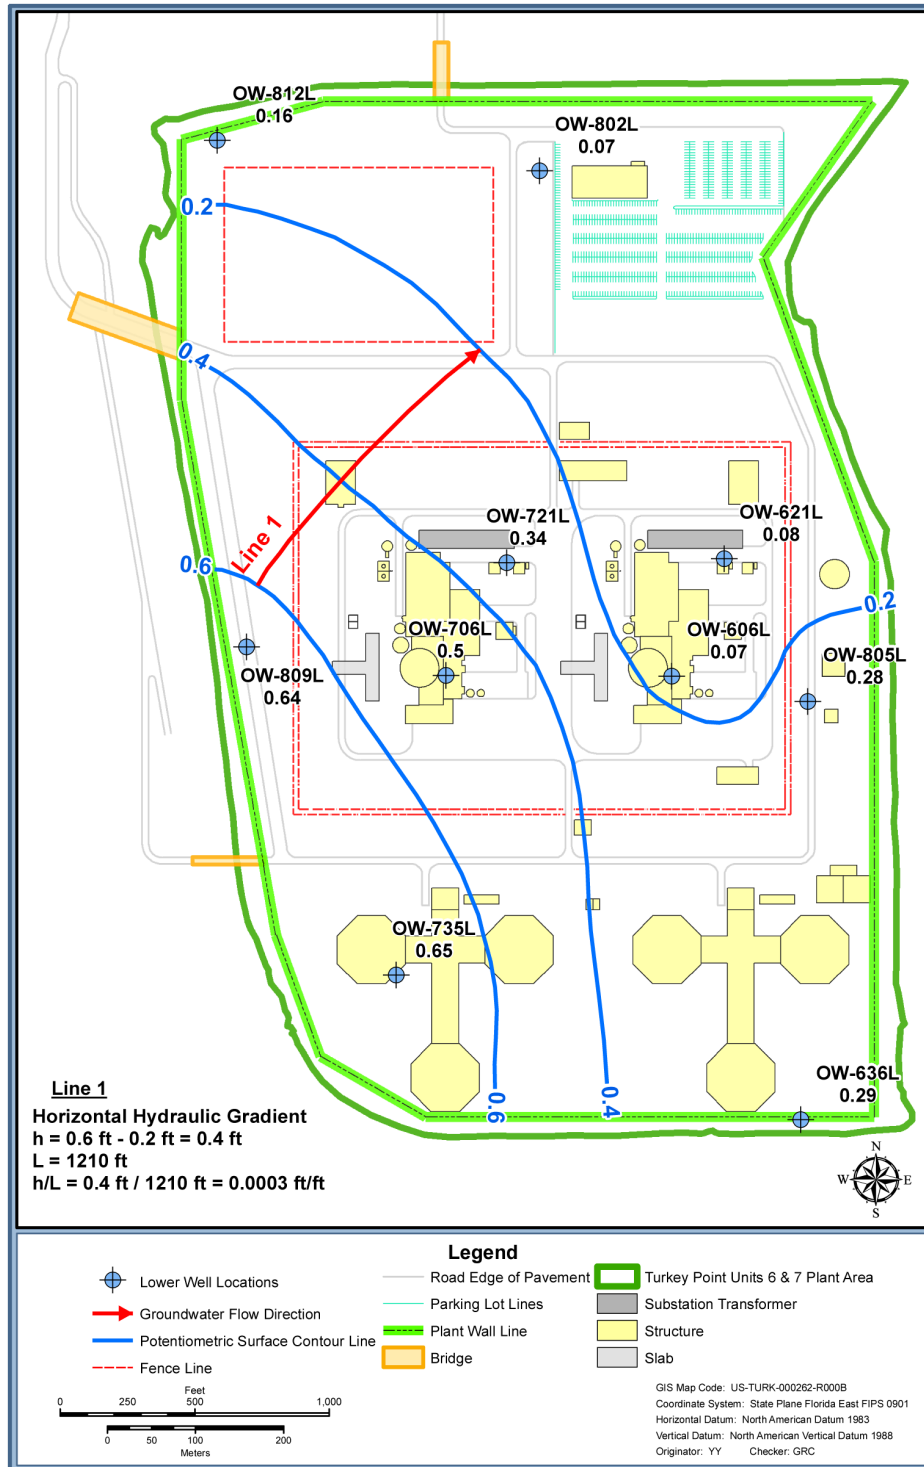 OW-812L
0.16
OW-802L
0.07
0.2
0.4
Line 1
OW-721L
0.34
OW-621L
0.08
0.6
0.2
OW-706L
0.5
OW-606L
0.07
OW-805L
0.28
OW-809L
0.64
OW-735L
0.65
OW-636L
0.29
0.6
0.4
Line 1
Horizontal Hydraulic Gradient
h = 0.6 ft - 0.2 ft = 0.4 ft
L = 1210 ft
h/L = 0.4 ft / 1210 ft = 0.0003 ft/ft
N
W
E
S
Legend
Lower Well Locations
Groundwater Flow Direction
Potentiometric Surface Contour Line
Fence Line
Road Edge of Pavement
Parking Lot Lines
Plant Wall Line
Bridge
Turkey Point Units 6 & 7 Plant Area
Substation Transformer
Structure
Slab
Feet
0 250 500 1,000
0 50 100 200
Meters
GIS Map Code: US-TURK-000262-R000B
Coordinate System: State Plane Florida East FIPS 0901
Horizontal Datum: North American Datum 1983
Vertical Datum: North American Vertical Datum 1988
Originator: YY Checker: GRC